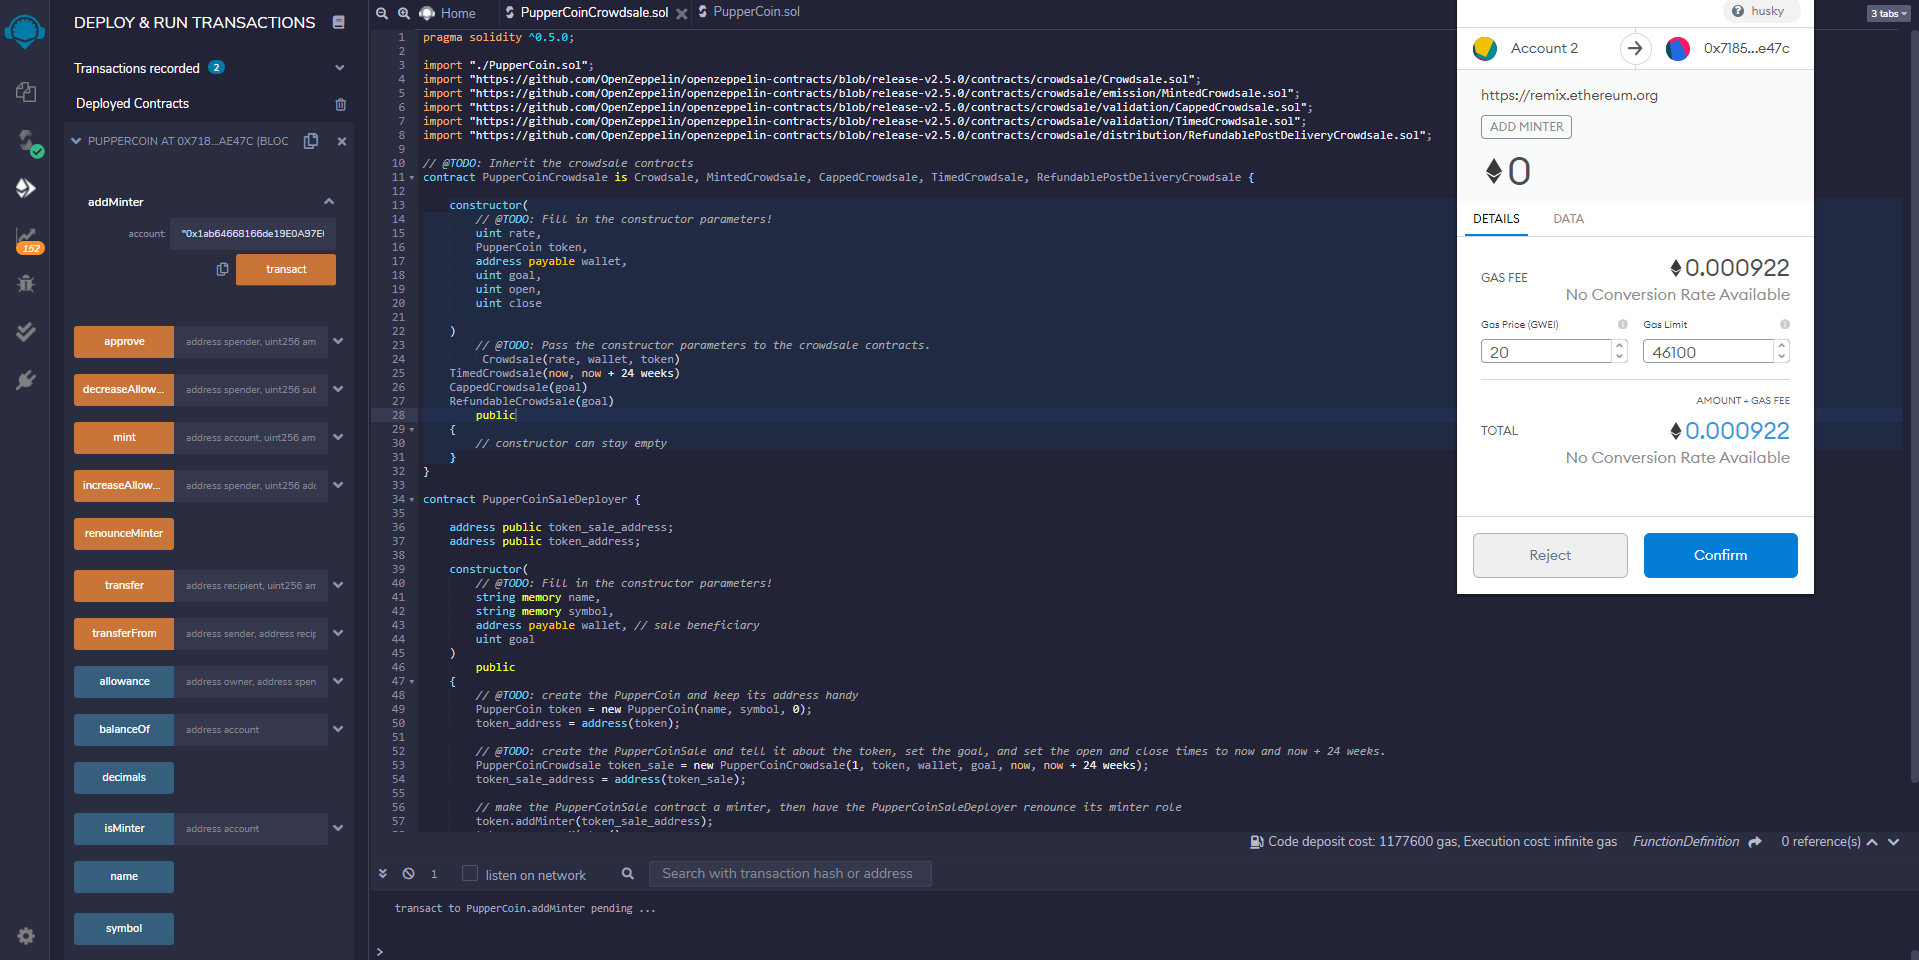 DEPLOY & RUN TRANSACTIONS
Transactions recorded 2
Deployed Contracts
PUPPERCOIN AT 0X718...AE47C (BLOC
addMinter
account: "0x1ab64668166de19E0A97E
transact
approve address spender, uint256 am
decreaseAllow... address spender, uint256 sub
mint address account, uint256 am
increaseAllow... address spender, uint256 add
renounceMinter
transfer address recipient, uint256 am
transferFrom address sender, address recip
allowance address owner, address spen
balanceOf address account
decimals
isMinter address account
name
symbol
152
Home
PupperCoinCrowdsale.sol
PupperCoin.sol
3 tabs
1 pragma solidity ^0.5.0;
2
3 import "./PupperCoin.sol";
4 import "https://github.com/OpenZeppelin/openzeppelin-contracts/blob/release-v2.5.0/contracts/crowdsale/Crowdsale.sol";
5 import "https://github.com/OpenZeppelin/openzeppelin-contracts/blob/release-v2.5.0/contracts/crowdsale/emission/MintedCrowdsale.sol";
6 import "https://github.com/OpenZeppelin/openzeppelin-contracts/blob/release-v2.5.0/contracts/crowdsale/validation/CappedCrowdsale.sol";
7 import "https://github.com/OpenZeppelin/openzeppelin-contracts/blob/release-v2.5.0/contracts/crowdsale/validation/TimedCrowdsale.sol";
8 import "https://github.com/OpenZeppelin/openzeppelin-contracts/blob/release-v2.5.0/contracts/crowdsale/distribution/RefundablePostDeliveryCrowdsale.sol";
9
10 // @TODO: Inherit the crowdsale contracts
11 contract PupperCoinCrowdsale is Crowdsale, MintedCrowdsale, CappedCrowdsale, TimedCrowdsale, RefundablePostDeliveryCrowdsale {
12
13 constructor(
14 // @TODO: Fill in the constructor parameters!
15 uint rate,
16 PupperCoin token,
17 address payable wallet,
18 uint goal,
19 uint open,
20 uint close
21
22 )
23 // @TODO: Pass the constructor parameters to the crowdsale contracts.
24 Crowdsale(rate, wallet, token)
25 TimedCrowdsale(now, now + 24 weeks)
26 CappedCrowdsale(goal)
27 RefundableCrowdsale(goal)
28 public
29 {
30 // constructor can stay empty
31 }
32 }
33
34 contract PupperCoinSaleDeployer {
35
36 address public token_sale_address;
37 address public token_address;
38
39 constructor(
40 // @TODO: Fill in the constructor parameters!
41 string memory name,
42 string memory symbol,
43 address payable wallet, // sale beneficiary
44 uint goal
45 )
46 public
47 {
48 // @TODO: create the PupperCoin and keep its address handy
49 PupperCoin token = new PupperCoin(name, symbol, 0);
50 token_address = address(token);
51
52 // @TODO: create the PupperCoinSale and tell it about the token, set the goal, and set the open and close times to now and now + 24 weeks.
53 PupperCoinCrowdsale token_sale = new PupperCoinCrowdsale(1, token, wallet, goal, now, now + 24 weeks);
54 token_sale_address = address(token_sale);
55
56 // make the PupperCoinSale contract a minter, then have the PupperCoinSaleDeployer renounce its minter role
57 token.addMinter(token_sale_address);
Code deposit cost: 1177600 gas, Execution cost: infinite gas FunctionDefinition 0 reference(s)
1 listen on network Search with transaction hash or address
transact to PupperCoin.addMinter pending ...
>
? husky
Account 2 0x7185...e47c
https://remix.ethereum.org
ADD MINTER
0
DETAILS DATA
GAS FEE 0.000922
No Conversion Rate Available
Gas Price (GWEI) Gas Limit
20 46100
AMOUNT + GAS FEE
TOTAL 0.000922
No Conversion Rate Available
Reject Confirm